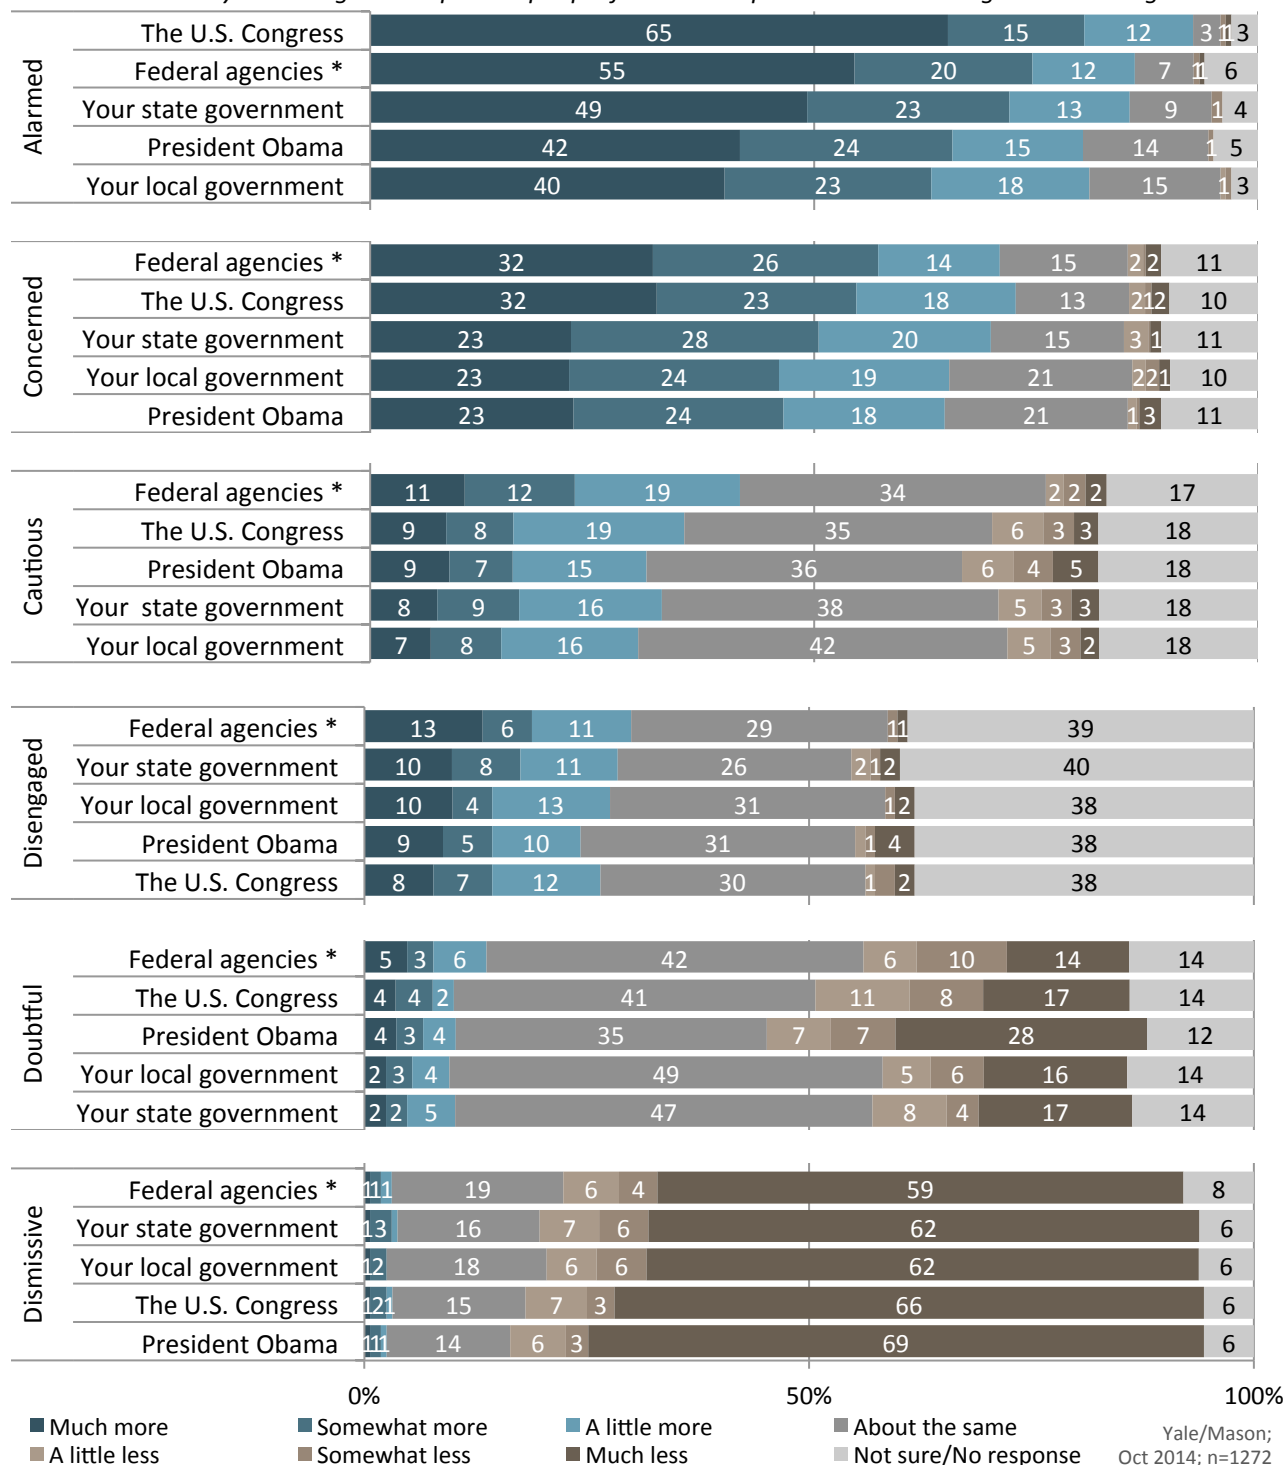 Alarmed
The U.S. Congress 65 15 12 3 1 1 3
Federal agencies * 55 20 12 7 1 1 6
Your state government 49 23 13 9 1 4
President Obama 42 24 15 14 1 5
Your local government 40 23 18 15 1 3
Concerned
Federal agencies * 32 26 14 15 2 2 11
The U.S. Congress 32 23 18 13 2 1 2 10
Your state government 23 28 20 15 3 1 11
Your local government 23 24 19 21 2 2 1 10
President Obama 23 24 18 21 1 3 11
Cautious
Federal agencies * 11 12 19 34 2 2 2 17
The U.S. Congress 9 8 19 35 6 3 3 18
President Obama 9 7 15 36 6 4 5 18
Your state government 8 9 16 38 5 3 3 18
Your local government 7 8 16 42 5 3 2 18
Disengaged
Federal agencies * 13 6 11 29 1 1 39
Your state government 10 8 11 26 2 1 2 40
Your local government 10 4 13 31 1 2 38
President Obama 9 5 10 31 1 4 38
The U.S. Congress 8 7 12 30 1 2 38
Doubtful
Federal agencies * 5 3 6 42 6 10 14 14
The U.S. Congress 4 4 2 41 11 8 17 14
President Obama 4 3 4 35 7 7 28 12
Your local government 2 3 4 49 5 6 16 14
Your state government 2 2 5 47 8 4 17 14
Dismissive
Federal agencies * 1 1 1 19 6 4 59 8
Your state government 1 3 16 7 6 62 6
Your local government 1 2 18 6 6 62 6
The U.S. Congress 1 2 1 15 7 3 66 6
President Obama 1 1 1 14 6 3 69 6
0% 50% 100%
Much more Somewhat more A little more About the same
A little less Somewhat less Much less Not sure/No response
Yale/Mason;
Oct 2014; n=1272